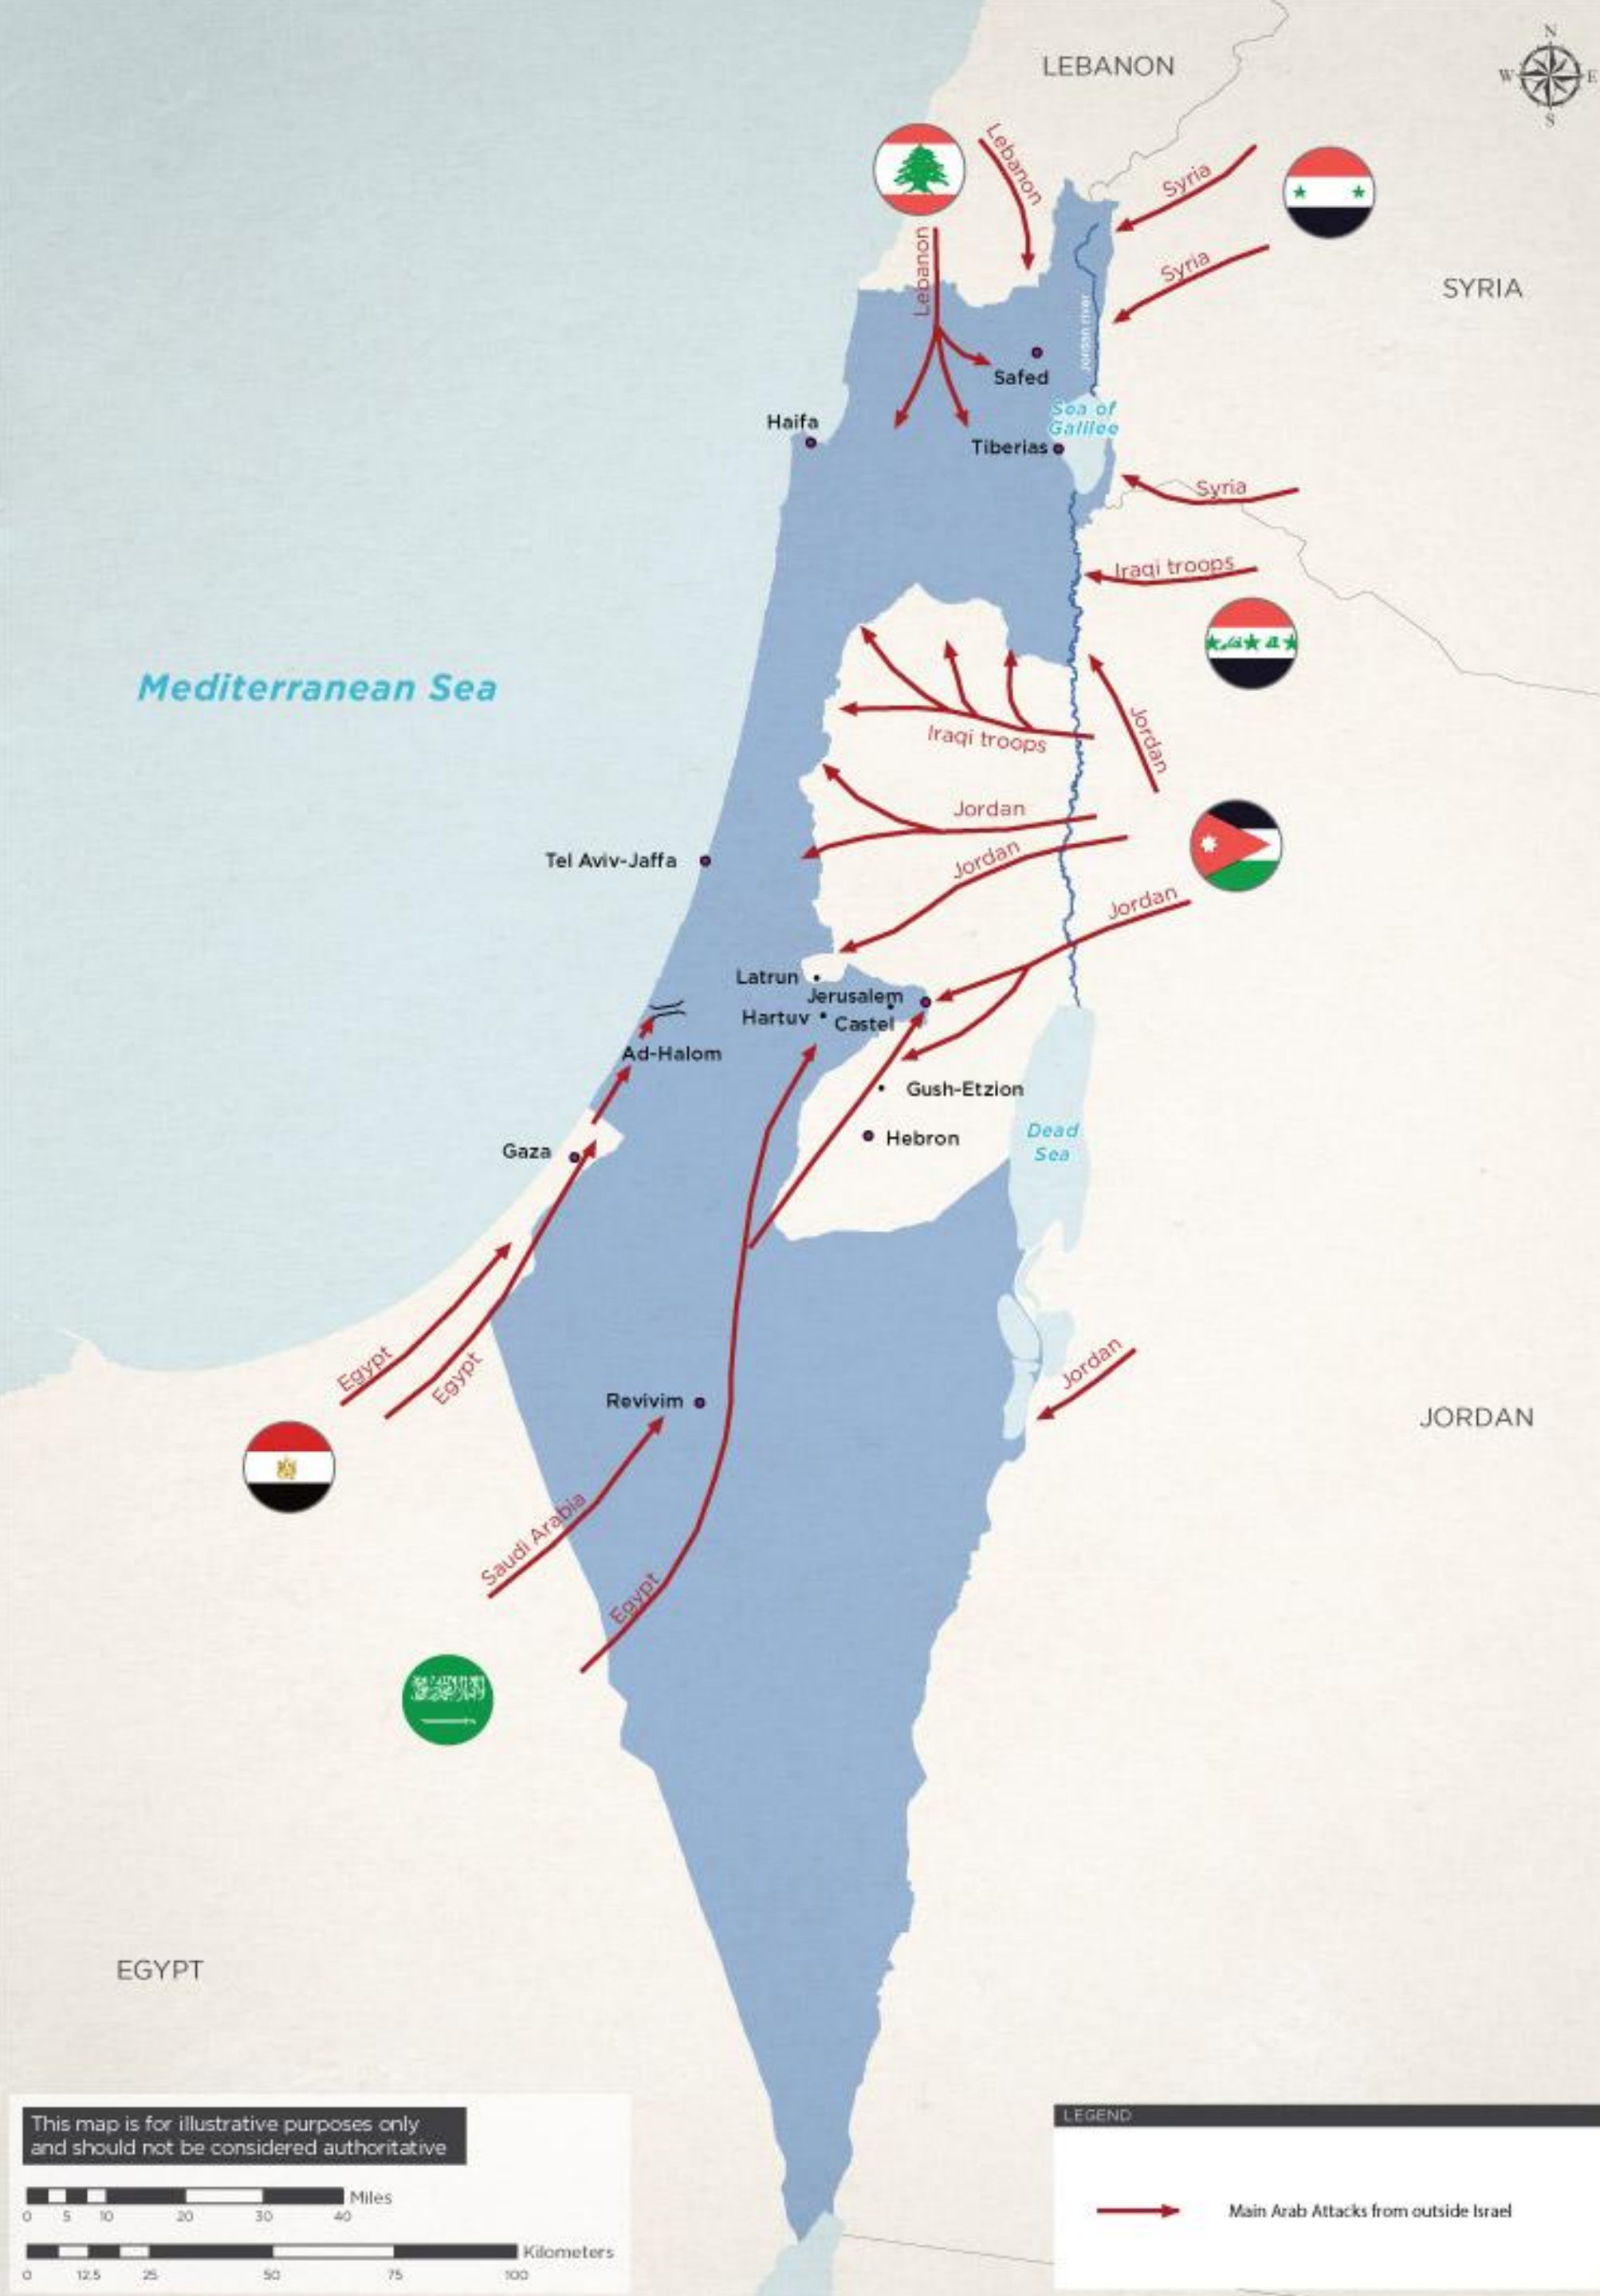 LEBANON
N
W
E
S
Lebanon
Syria
Lebanon
Syria
SYRIA
Jordan river
Safed
Sea of
Galilee
Haifa
Tiberias
Syria
Iraqi troops
Mediterranean Sea
Iraqi troops
Jordan
Jordan
Tel Aviv-Jaffa
Jordan
Jordan
Latrun
Jerusalem
Hartuv
Castel
Ad-Halom
Gush-Etzion
Hebron
Dead
Sea
Gaza
Egypt
Egypt
Jordan
Revivim
JORDAN
Saudi Arabia
Egypt
EGYPT
This map is for illustrative purposes only
and should not be considered authoritative
Miles
0 5 10 20 30 40
Kilometers
0 12.5 25 50 75 100
LEGEND
Main Arab Attacks from outside Israel